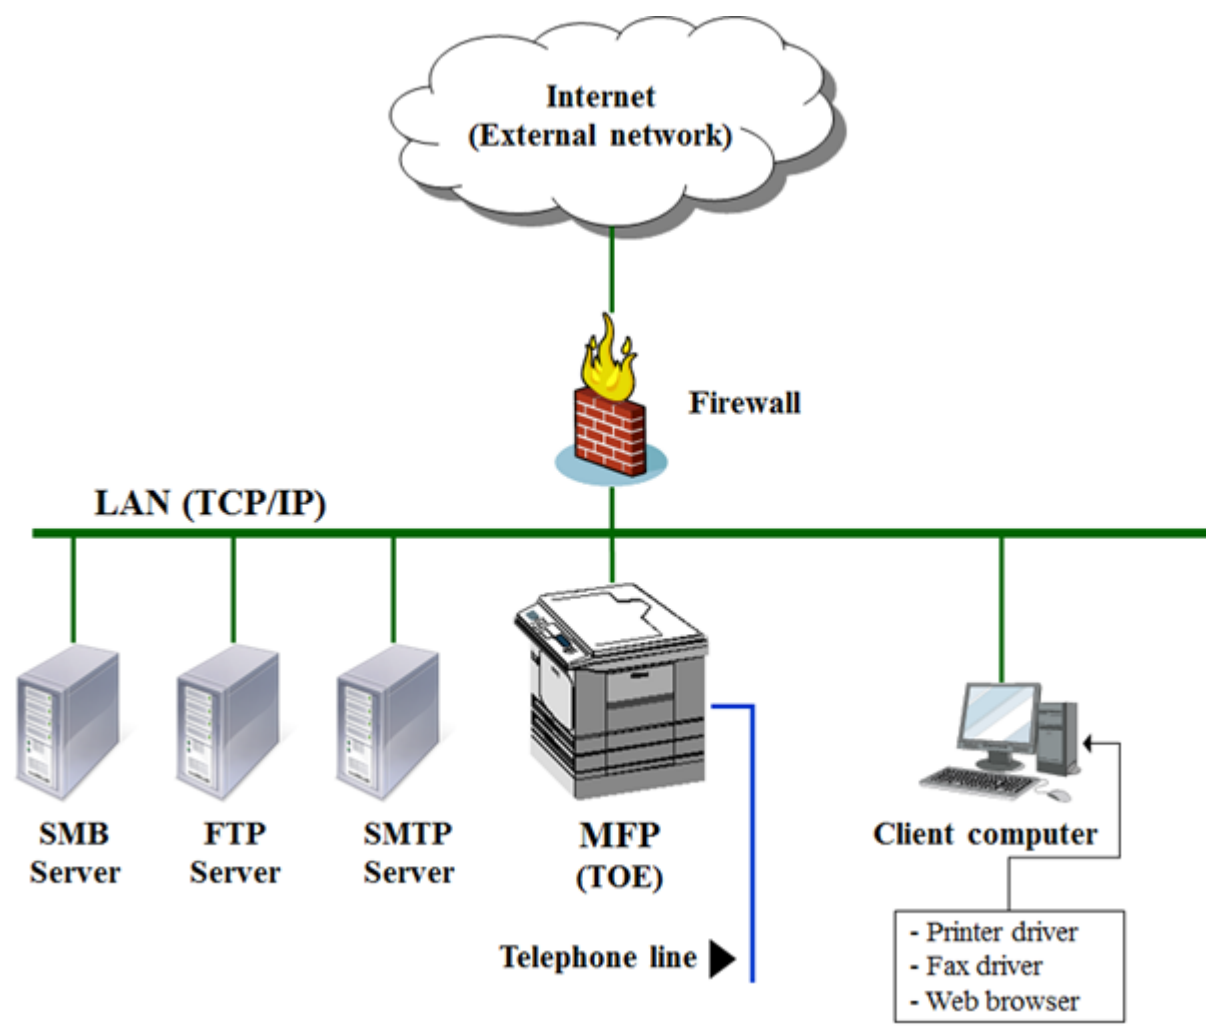 Internet
(External network)
Firewall
LAN (TCP/IP)
SMB
Server
FTP
Server
SMTP
Server
MFP
(TOE)
Client computer
Telephone line
- Printer driver
- Fax driver
- Web browser